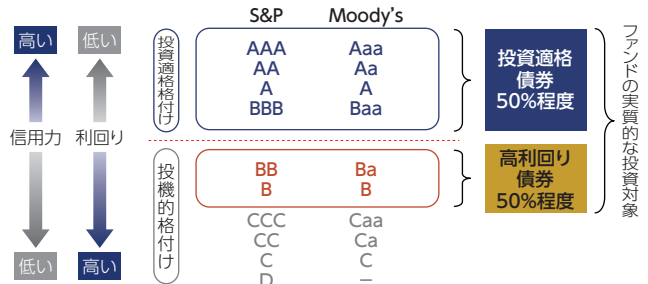 S&P Moody's
高い 低い
信用力 利回り
低い 高い
投資適格格付け
AAA Aaa
AA Aa
A A
BBB Baa
投機的格付け
BB Ba
B B
CCC Caa
CC Ca
C C
D –
投資適格
債券
50%程度
高利回り
債券
50%程度
ファンドの実質的な投資対象